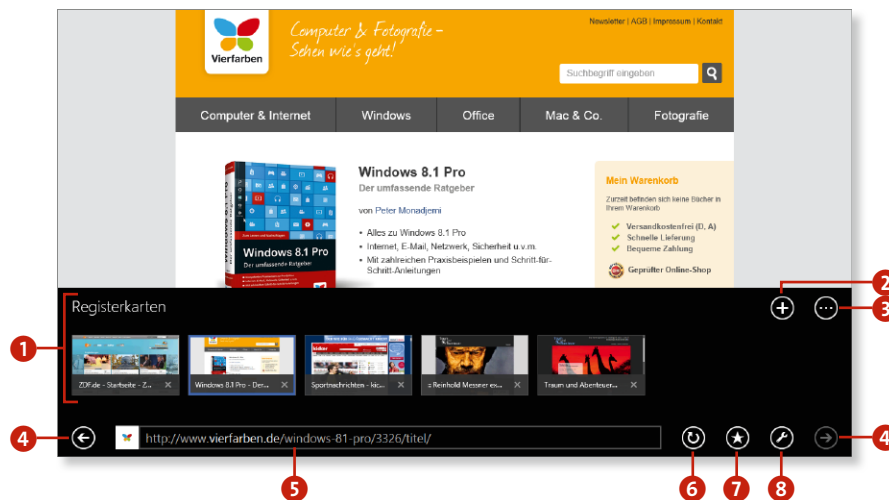 Newsletter | AGB | Impressum | Kontakt
Computer & Fotografie –
Sehen wie's geht!
Vierfarben
Suchbegriff eingeben
Computer & Internet Windows Office Mac & Co. Fotografie
Windows 8.1 Pro
Der umfassende Ratgeber
von Peter Monadjemi
• Alles zu Windows 8.1 Pro
• Internet, E-Mail, Netzwerk, Sicherheit u.v.m.
• Mit zahlreichen Praxisbeispielen und Schritt-für-
Schritt-Anleitungen
Windows 8.1 Pro
Der umfassende Ratgeber
Mein Warenkorb
Zurzeit befinden sich keine Bücher in
Ihrem Warenkorb
Versandkostenfrei (D, A)
Schnelle Lieferung
Bequeme Zahlung
Geprüfter Online-Shop
2
Registerkarten
3
1
ZDF.de - Startseite - Z... Windows 8.1 Pro - Der... Sportnachrichten - kic... :: Reinhold Messner ex... Traum und Abenteuer...
4 http://www.vierfarben.de/windows-81-pro/3326/titel/ 4
5 6 7 8